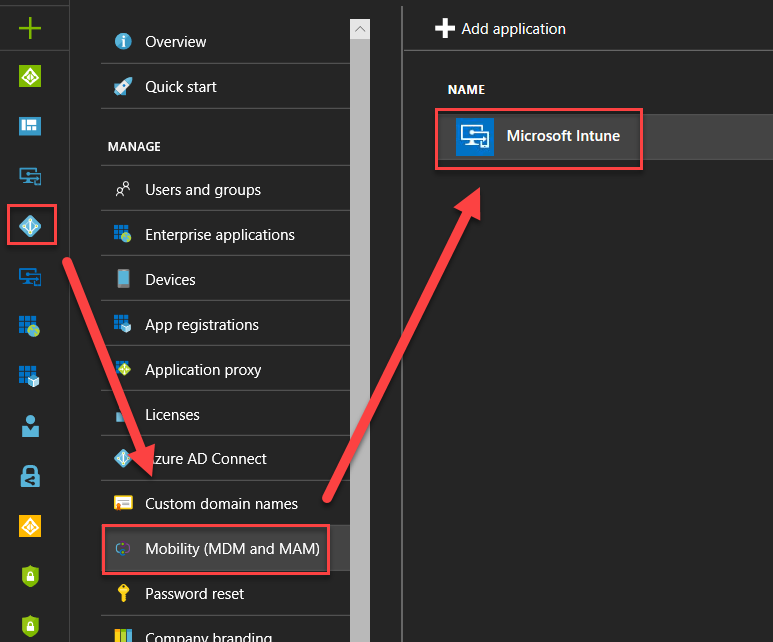 Overview
Quick start
MANAGE
Users and groups
Enterprise applications
Devices
App registrations
Application proxy
Licenses
Azure AD Connect
Custom domain names
Mobility (MDM and MAM)
Password reset
Company branding
Add application
NAME
Microsoft Intune